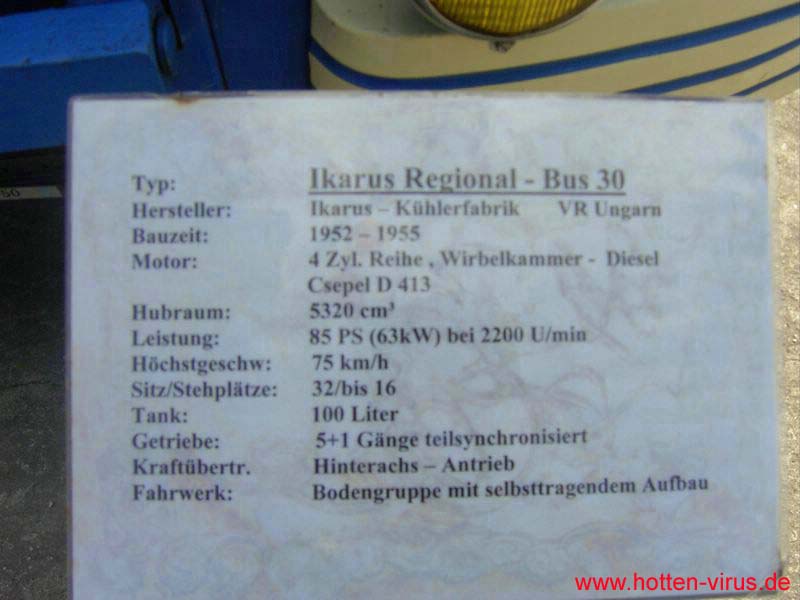 Typ: Ikarus Regional - Bus 30
Hersteller: Ikarus – Kühlerfabrik VR Ungarn
Bauzeit: 1952 – 1955
Motor: 4 Zyl. Reihe , Wirbelkammer - Diesel
Csepel D 413
Hubraum: 5320 cm³
Leistung: 85 PS (63kW) bei 2200 U/min
Höchstgeschw: 75 km/h
Sitz/Stehplätze: 32/bis 16
Tank: 100 Liter
Getriebe: 5+1 Gänge teilsynchronisiert
Kraftübertr. Hinterachs – Antrieb
Fahrwerk: Bodengruppe mit selbsttragendem Aufbau
www.hotten-virus.de